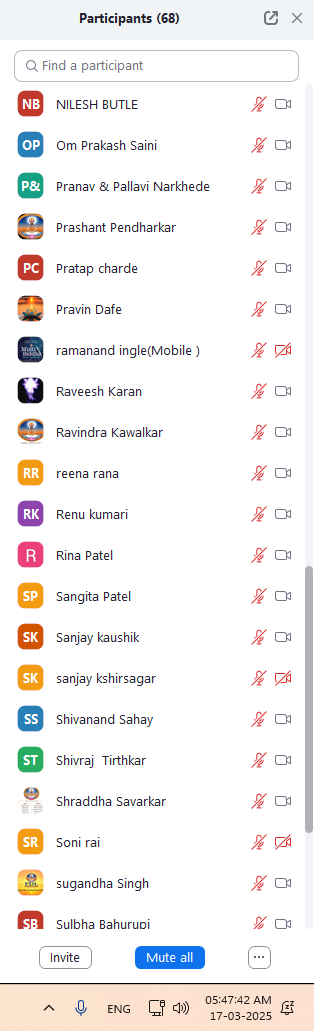 Participants (68)
Find a participant
NB NILESH BUTLE
OP Om Prakash Saini
P& Pranav & Pallavi Narkhede
Prashant Pendharkar
PC Pratap charde
Pravin Dafe
ramanand ingle(Mobile )
Raveesh Karan
Ravindra Kawalkar
RR reena rana
RK Renu kumari
R Rina Patel
SP Sangita Patel
SK Sanjay kaushik
SK sanjay kshirsagar
SS Shivanand Sahay
ST Shivraj Tirthkar
Shraddha Savarkar
SR Soni rai
sugandha Singh
SB Sulbha Bahurupi
Invite Mute all ...
ENG 05:47:42 AM
17-03-2025